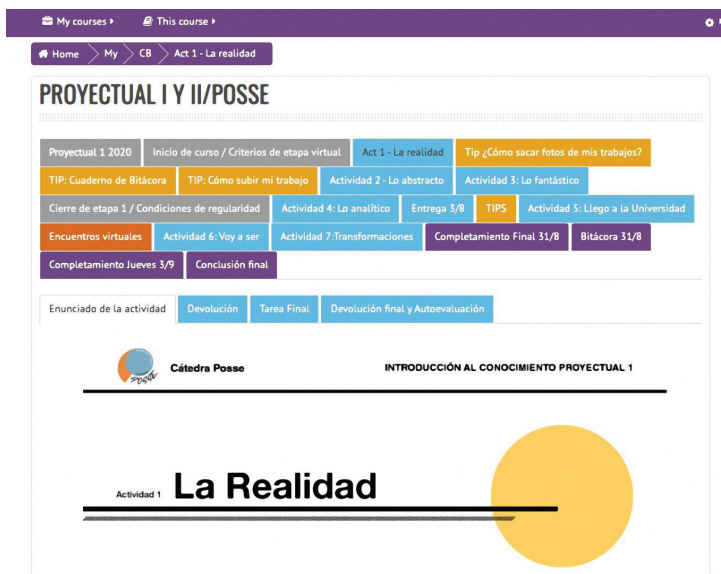 My courses This course
Home My CB Act 1 - La realidad
PROYECTUAL I Y II/POSSE
Proyectual 1 2020 Inicio de curso / Criterios de etapa virtual Act 1 - La realidad Tip ¿Cómo sacar fotos de mis trabajos?
TIP: Cuaderno de Bitácora TIP: Cómo subir mi trabajo Actividad 2 - Lo abstracto Actividad 3: Lo fantástico
Cierre de etapa 1 / Condiciones de regularidad Actividad 4: Lo analítico Entrega 3/8 TIPS Actividad 5: Llego a la Universidad
Encuentros virtuales Actividad 6: Voy a ser Actividad 7:Transformaciones Completamiento Final 31/8 Bitácora 31/8
Completamiento Jueves 3/9 Conclusión final
Enunciado de la actividad Devolución Tarea Final Devolución final y Autoevaluación
POSSE
Cátedra Posse INTRODUCCIÓN AL CONOCIMIENTO PROYECTUAL 1
Actividad 1 La Realidad